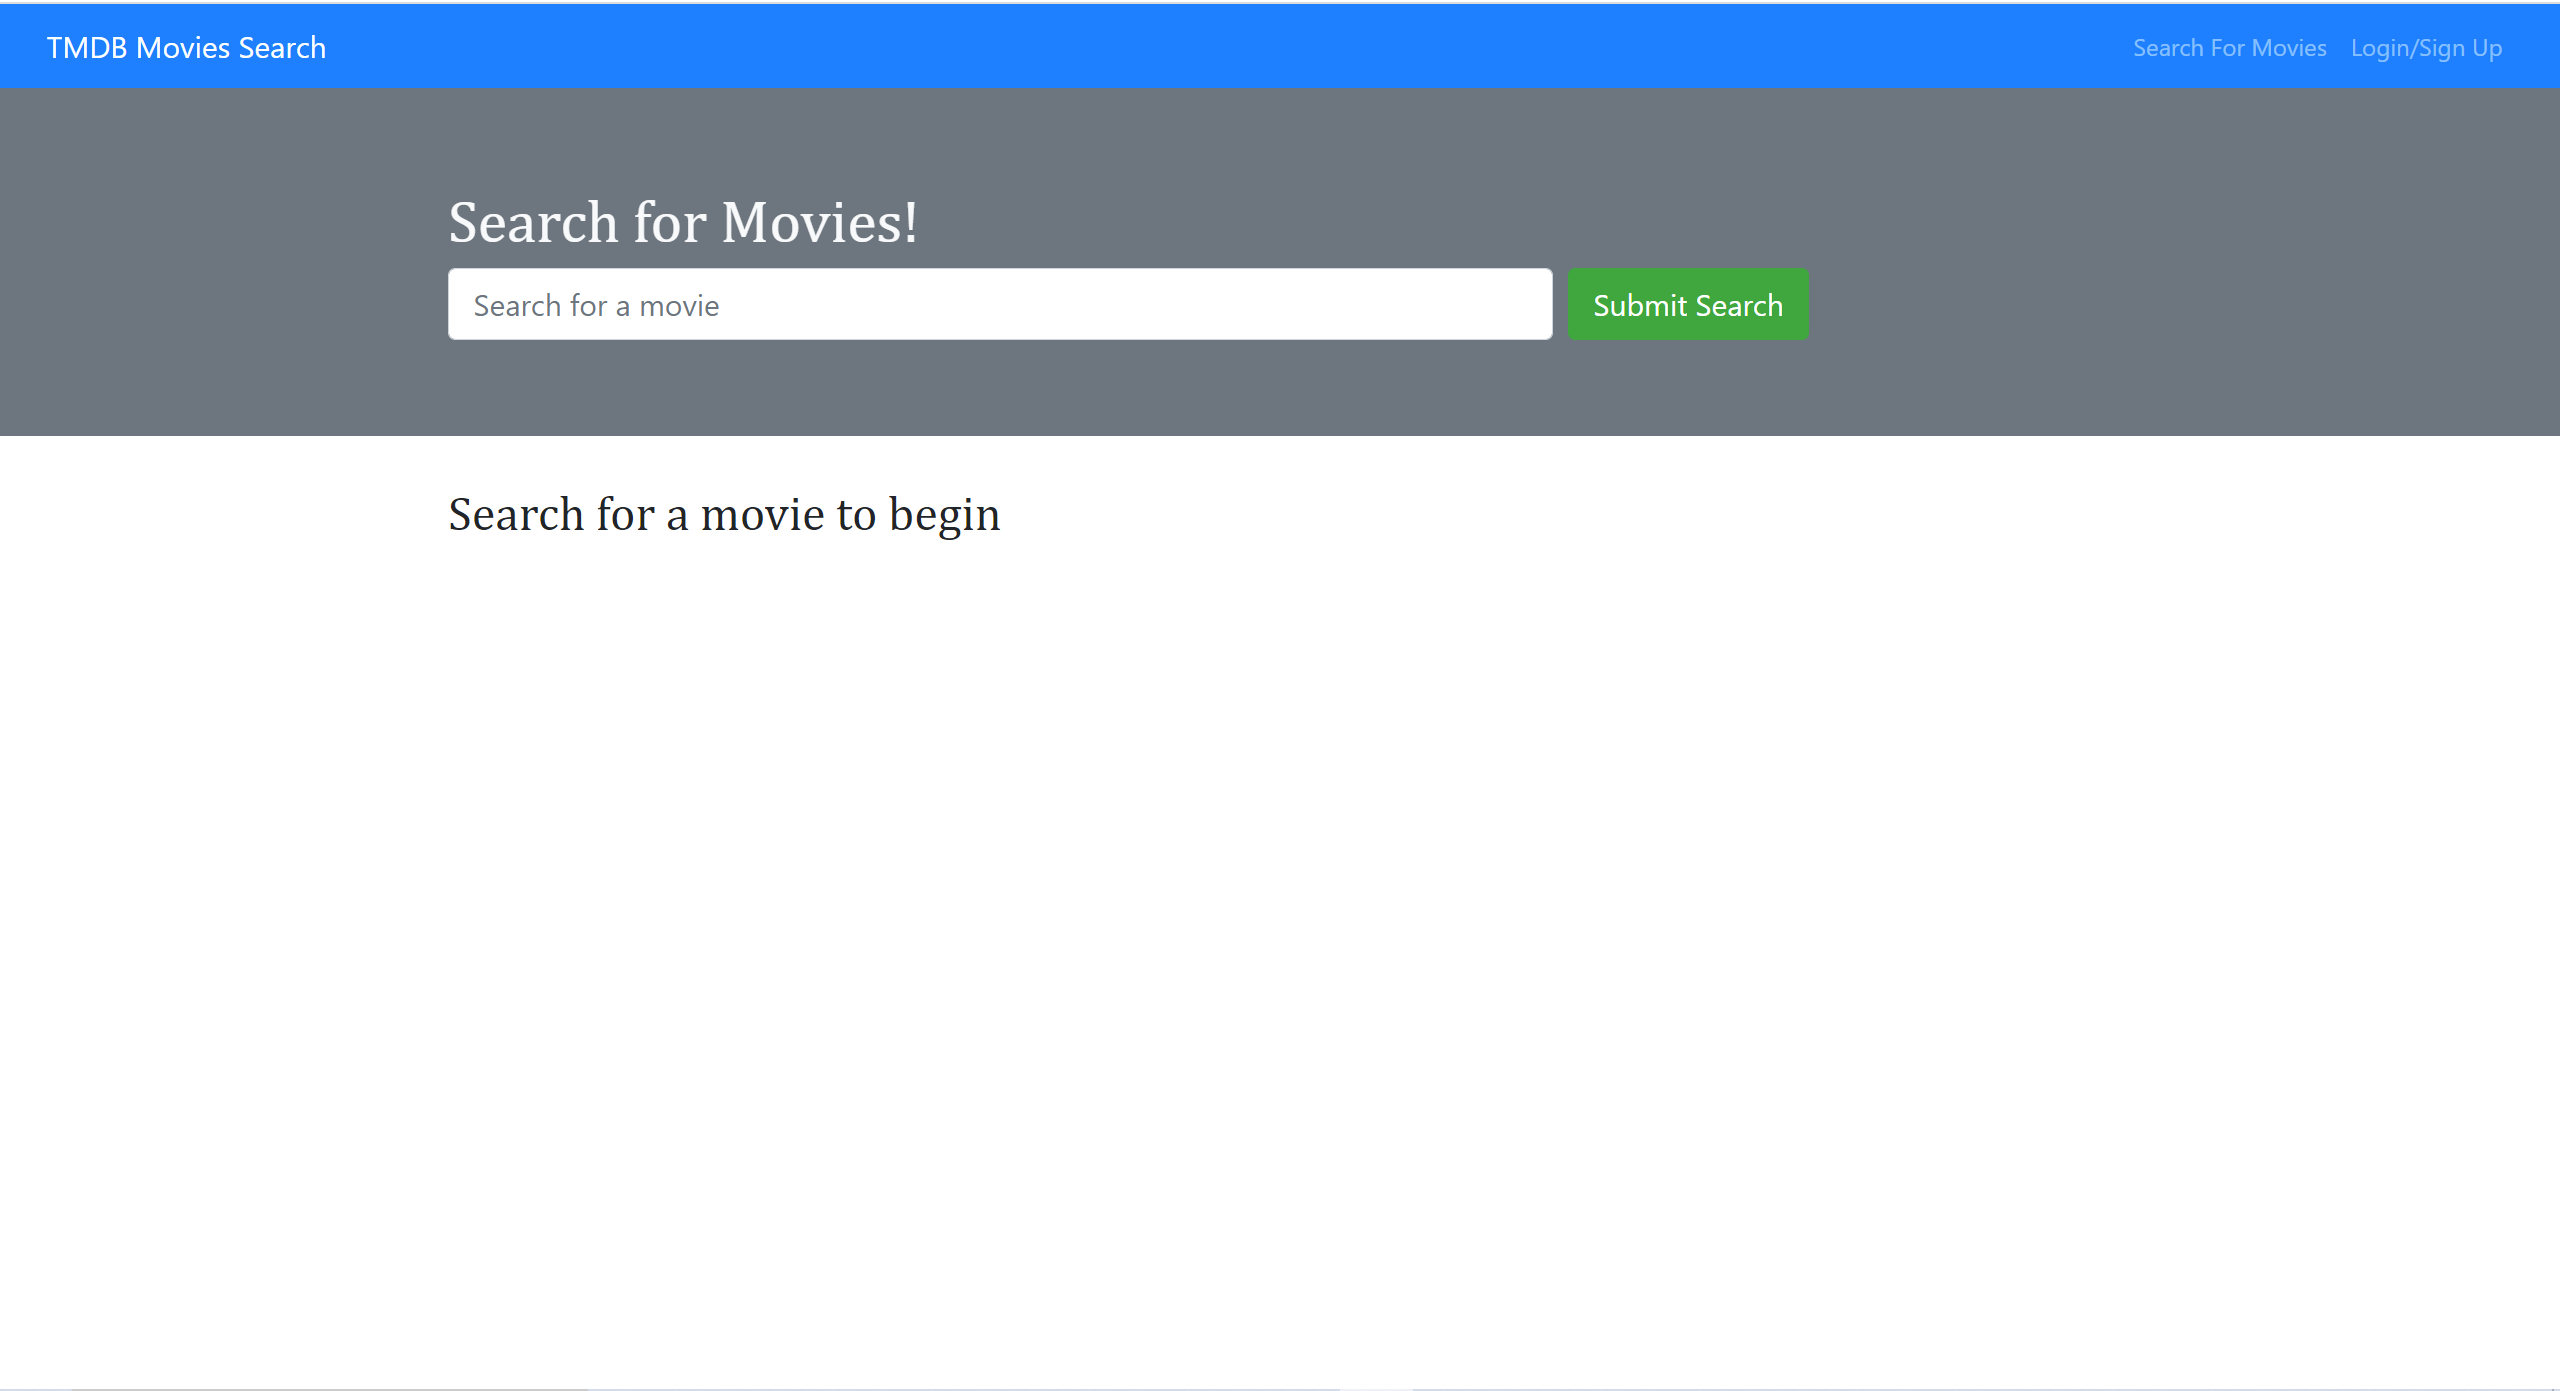 TMDB Movies Search
Search For Movies
Login/Sign Up
Search for Movies!
Search for a movie
Submit Search
Search for a movie to begin